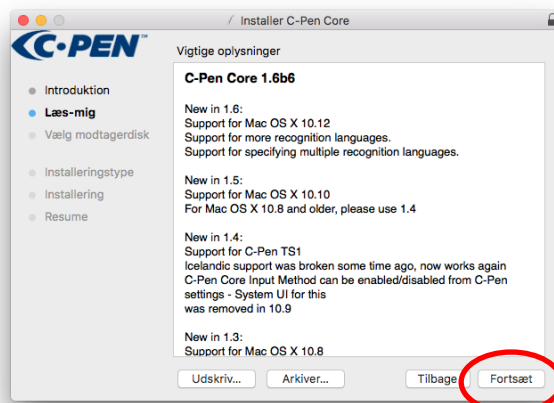 Installer C-Pen Core
C-PEN™
Vigtige oplysninger
Introduktion
Læs-mig
Vælg modtagerdisk
Installeringstype
Installering
Resume
C-Pen Core 1.6b6
New in 1.6:
Support for Mac OS X 10.12
Support for more recognition languages.
Support for specifying multiple recognition languages.
New in 1.5:
Support for Mac OS X 10.10
For Mac OS X 10.8 and older, please use 1.4
New in 1.4:
Support for C-Pen TS1
Icelandic support was broken some time ago, now works again
C-Pen Core Input Method can be enabled/disabled from C-Pen
settings - System UI for this
was removed in 10.9
New in 1.3:
Support for Mac OS X 10.8
Udskriv...
Arkiver...
Tilbage
Fortsæt